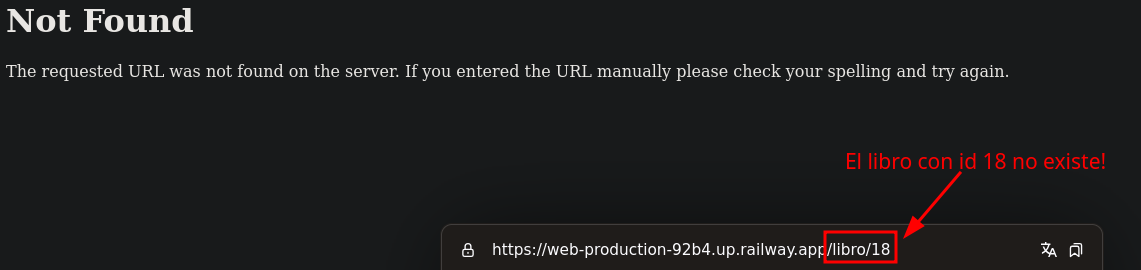 Not Found
The requested URL was not found on the server. If you entered the URL manually please check your spelling and try again.
El libro con id 18 no existe!
https://web-production-92b4.up.railway.app/libro/18